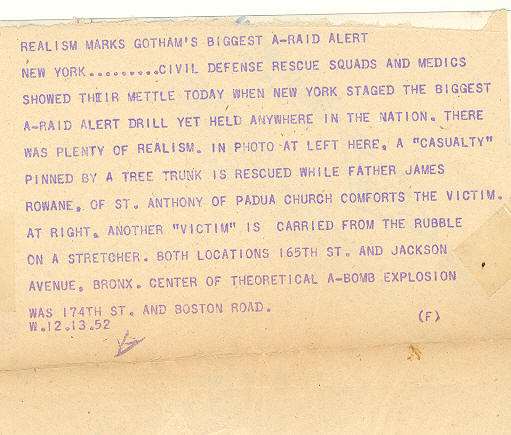 REALISM MARKS GOTHAM'S BIGGEST A-RAID ALERT
NEW YORK.........CIVIL DEFENSE RESCUE SQUADS AND MEDICS
SHOWED THEIR METTLE TODAY WHEN NEW YORK STAGED THE BIGGEST
A-RAID ALERT DRILL YET HELD ANYWHERE IN THE NATION. THERE
WAS PLENTY OF REALISM. IN PHOTO AT LEFT HERE, A "CASUALTY"
PINNED BY A TREE TRUNK IS RESCUED WHILE FATHER JAMES
ROWANE, OF ST. ANTHONY OF PADUA CHURCH COMFORTS THE VICTIM.
AT RIGHT, ANOTHER "VICTIM" IS CARRIED FROM THE RUBBLE
ON A STRETCHER. BOTH LOCATIONS 165TH ST. AND JACKSON
AVENUE, BRONX. CENTER OF THEORETICAL A-BOMB EXPLOSION
WAS 174TH ST. AND BOSTON ROAD.
W.12.13.52 (F)